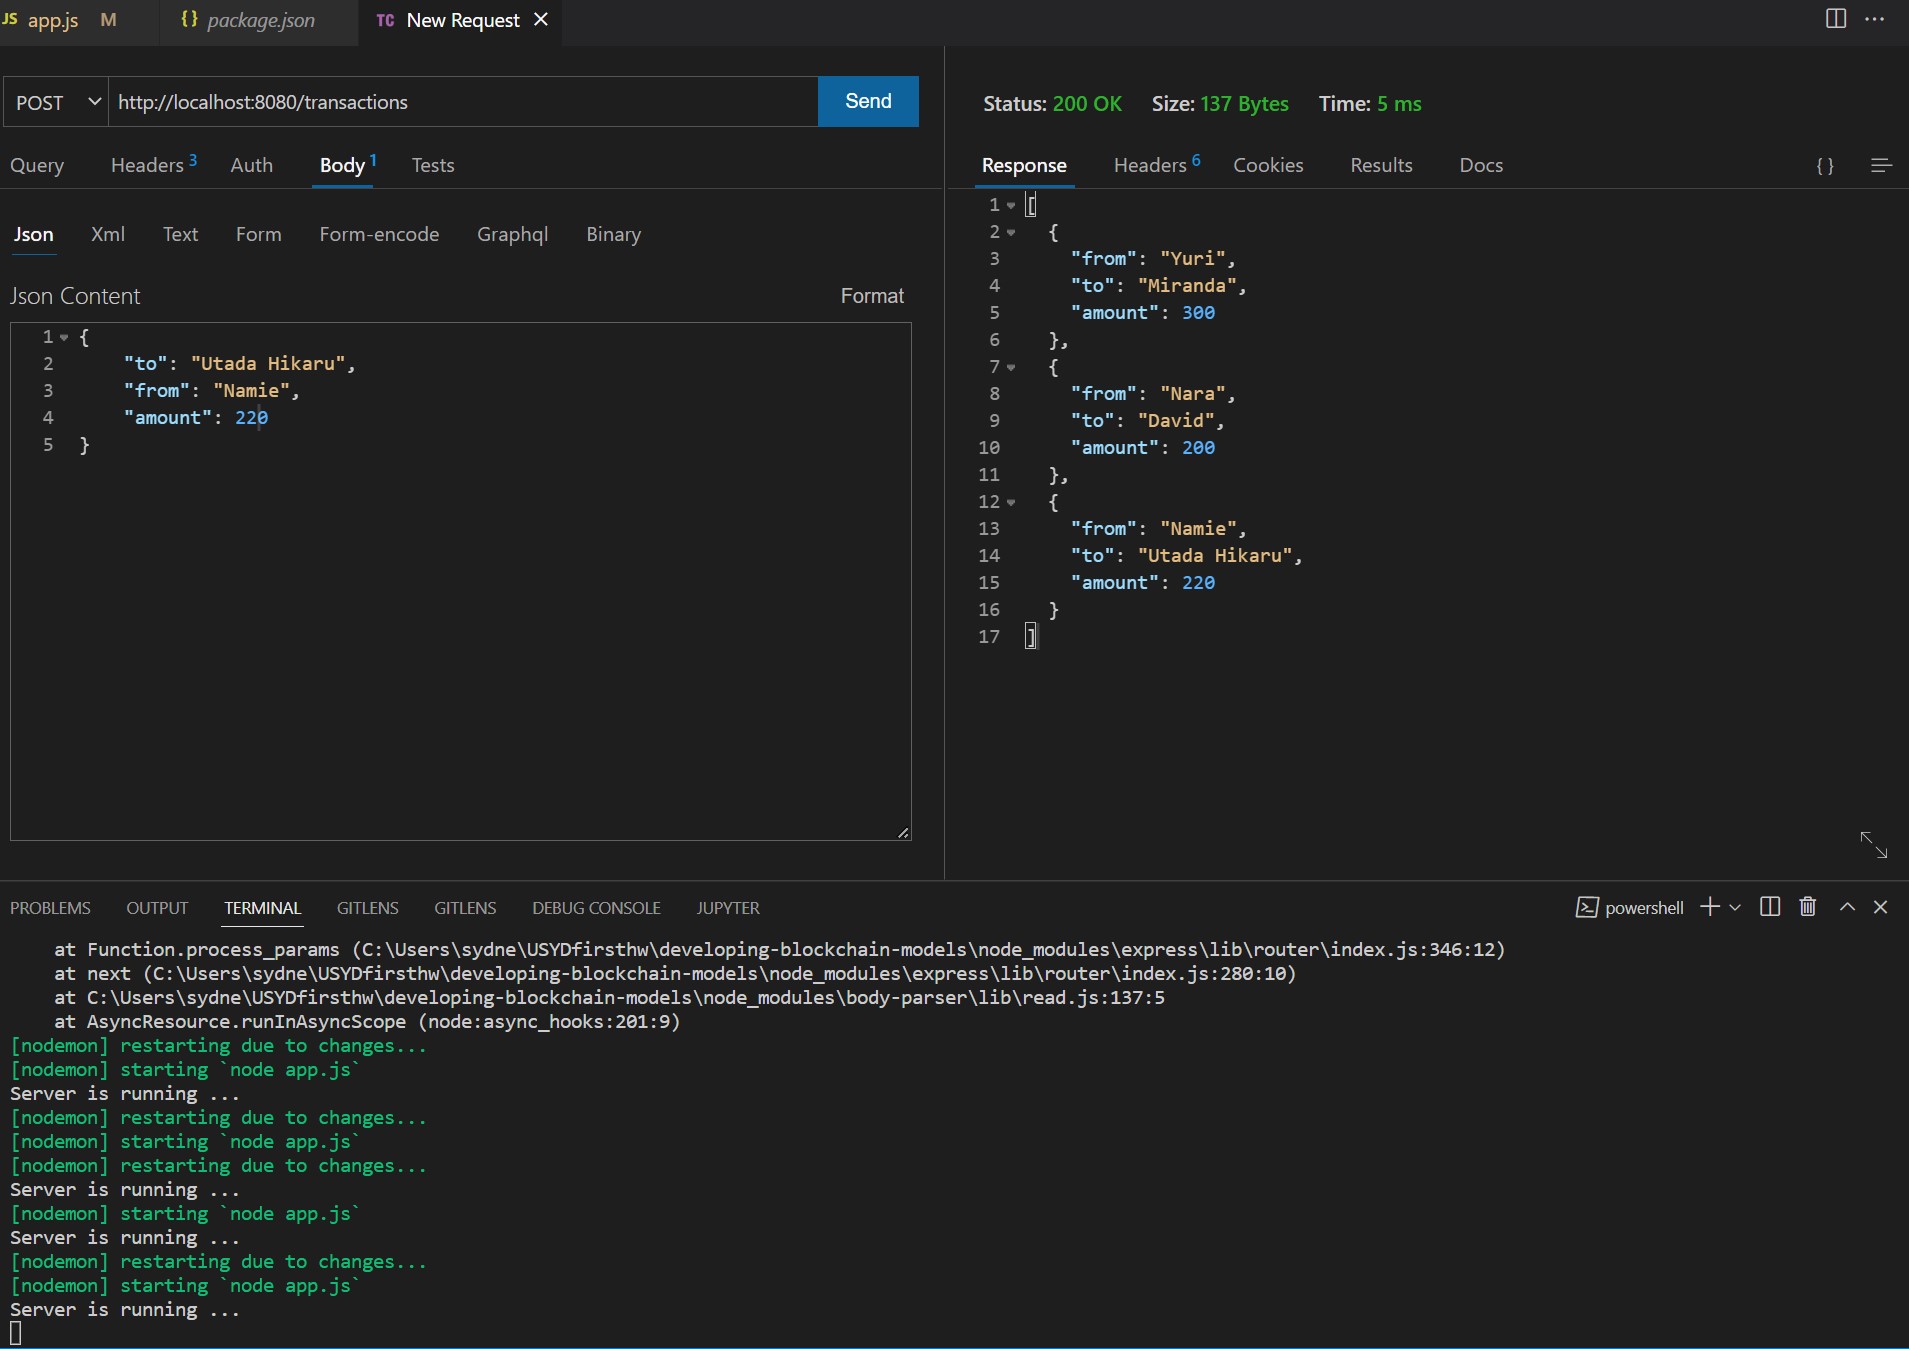 JS app.js M {} package.json TC New Request ×
POST http://localhost:8080/transactions Send
Query Headers 3 Auth Body 1 Tests
Json Xml Text Form Form-encode Graphql Binary
Json Content Format
1 {
2 "to": "Utada Hikaru",
3 "from": "Namie",
4 "amount": 220
5 }
Status: 200 OK Size: 137 Bytes Time: 5 ms
Response Headers 6 Cookies Results Docs {}
1 [
2 {
3 "from": "Yuri",
4 "to": "Miranda",
5 "amount": 300
6 },
7 {
8 "from": "Nara",
9 "to": "David",
10 "amount": 200
11 },
12 {
13 "from": "Namie",
14 "to": "Utada Hikaru",
15 "amount": 220
16 }
17 ]
PROBLEMS OUTPUT TERMINAL GITLENS GITLENS DEBUG CONSOLE JUPYTER powershell
at Function.process_params (C:\Users\sydne\USYDfirsthw\developing-blockchain-models\node_modules\express\lib\router\index.js:346:12)
at next (C:\Users\sydne\USYDfirsthw\developing-blockchain-models\node_modules\express\lib\router\index.js:280:10)
at C:\Users\sydne\USYDfirsthw\developing-blockchain-models\node_modules\body-parser\lib\read.js:137:5
at AsyncResource.runInAsyncScope (node:async_hooks:201:9)
[nodemon] restarting due to changes...
[nodemon] starting `node app.js`
Server is running ...
[nodemon] restarting due to changes...
[nodemon] starting `node app.js`
[nodemon] restarting due to changes...
Server is running ...
[nodemon] starting `node app.js`
Server is running ...
[nodemon] restarting due to changes...
[nodemon] starting `node app.js`
Server is running ...